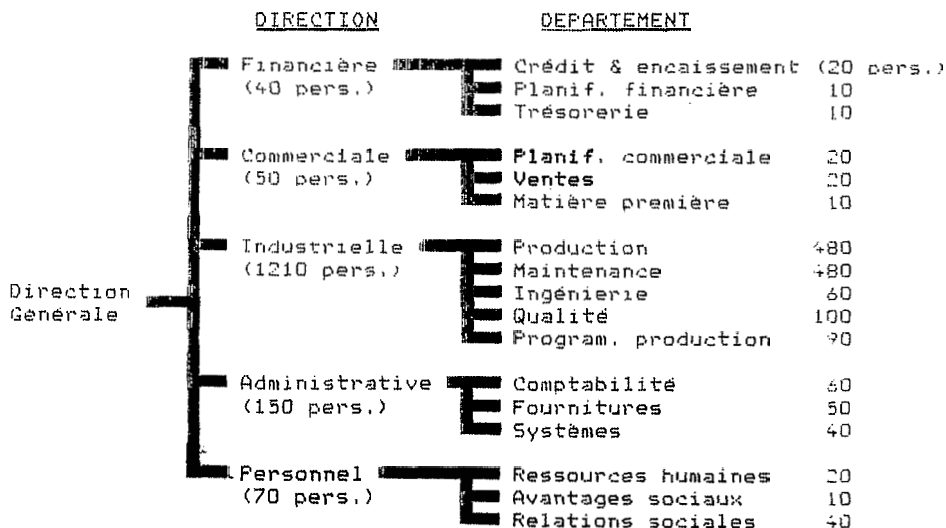 DIRECTION DEPARTEMENT
Financière Crédit & encaissement (20 pers.)
(40 pers.) Planif. financière 10
Trésorerie 10
Commerciale Planif. commerciale 20
(50 pers.) Ventes 20
Matière première 10
Industrielle Production 480
(1210 pers.) Maintenance 480
Direction Ingénierie 60
Générale Qualité 100
Program. production 90
Administrative Comptabilité 60
(150 pers.) Fournitures 50
Systèmes 40
Personnel Ressources humaines 20
(70 pers.) Avantages sociaux 10
Relations sociales 40